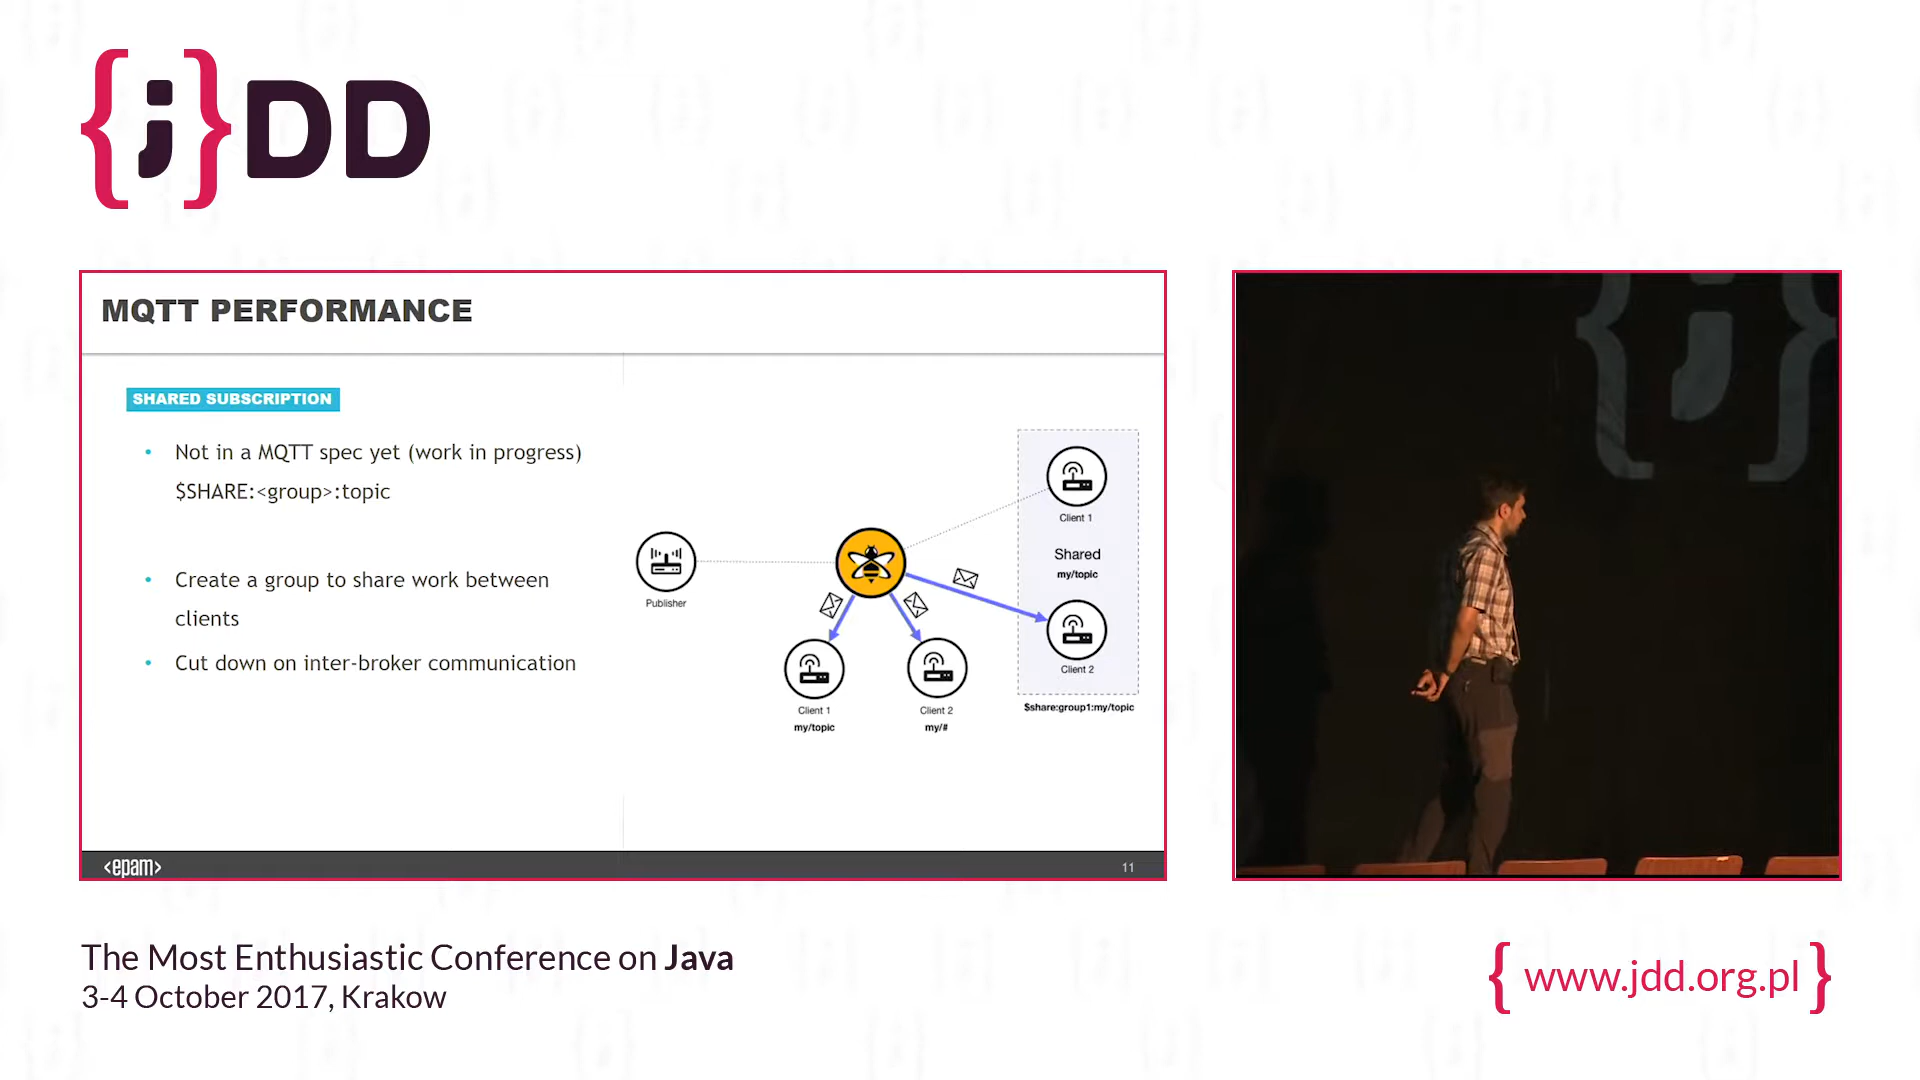 {;}DD
MQTT PERFORMANCE
SHARED SUBSCRIPTION
• Not in a MQTT spec yet (work in progress)
$SHARE:<group>:topic
• Create a group to share work between
clients
• Cut down on inter-broker communication
Publisher
Client 1
my/topic
Client 2
my/#
Client 1
Shared
my/topic
Client 2
$share:group1:my/topic
<epam>
11
The Most Enthusiastic Conference on Java
3-4 October 2017, Krakow
{ www.jdd.org.pl }